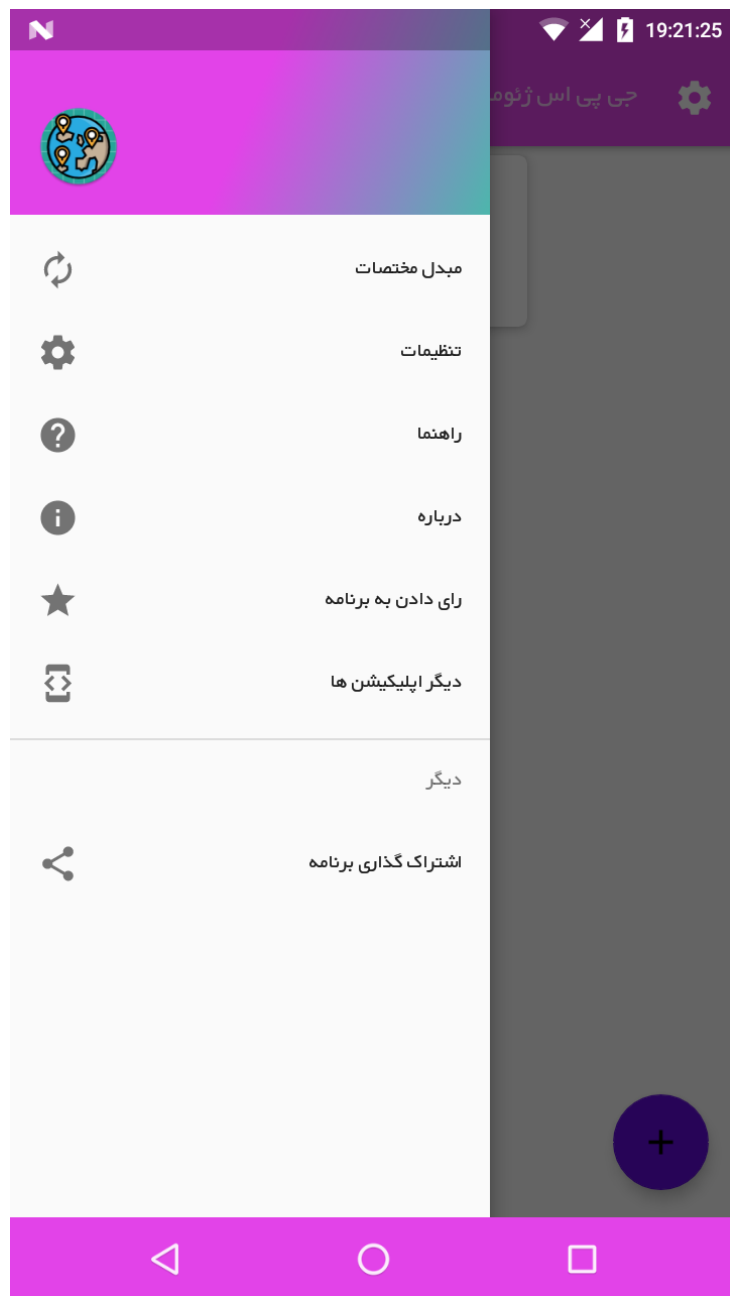 19:21:25
جی پی اس ژئوم
مبدل مختصات
تنظیمات
راهنما
درباره
رای دادن به برنامه
دیگر اپلیکیشن ها
دیگر
اشتراک گذاری برنامه